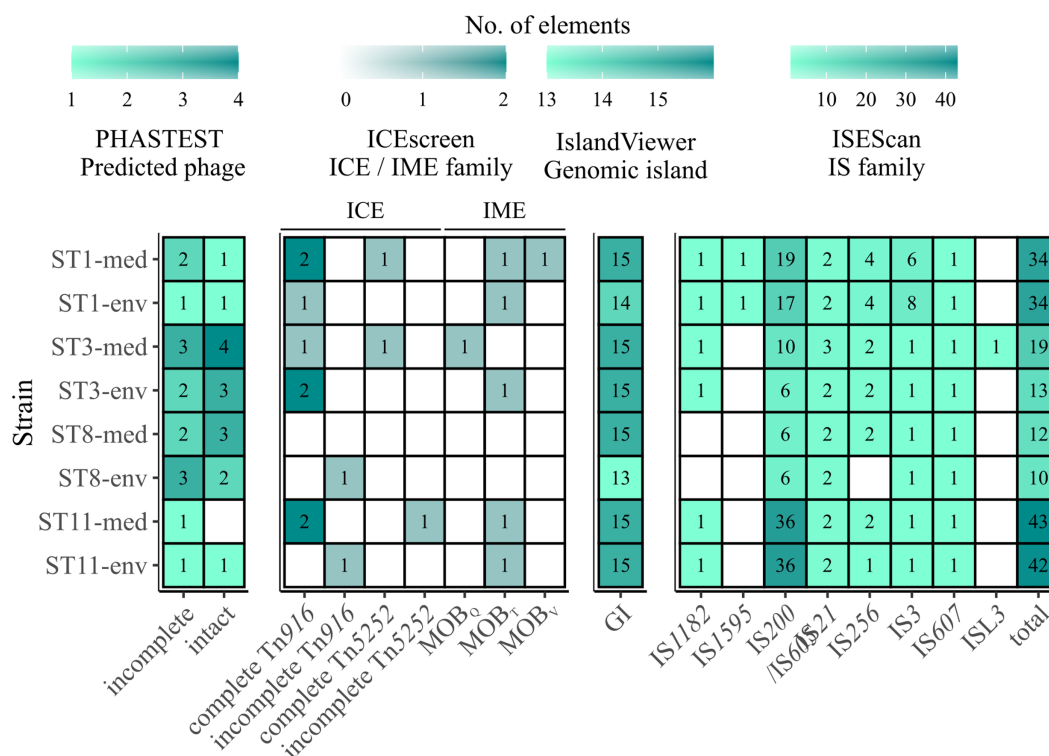 No. of elements
1 2 3 4
0 1 2
13 14 15
10 20 30 40
PHASTEST
Predicted phage
ICEscreen
ICE / IME family
IslandViewer
Genomic island
ISEScan
IS family
ICE
IME
Strain
ST1-med 2 1 2 1 1 1 15 1 1 19 2 4 6 1 34
ST1-env 1 1 1 1 14 1 1 17 2 4 8 1 34
ST3-med 3 4 1 1 1 15 1 10 3 2 1 1 1 19
ST3-env 2 3 2 1 15 1 6 2 2 1 1 13
ST8-med 2 3 15 6 2 2 1 1 12
ST8-env 3 2 1 13 6 2 1 1 10
ST11-med 1 2 1 1 15 1 36 2 2 1 1 43
ST11-env 1 1 1 1 15 1 36 2 1 1 1 42
incomplete
intact
complete Tn916
incomplete Tn916
complete Tn5252
incomplete Tn5252
MOBQ
MOBT
MOBV
GI
IS1182
IS1595
IS200
/IS605
IS21
IS256
IS3
IS607
ISL3
total